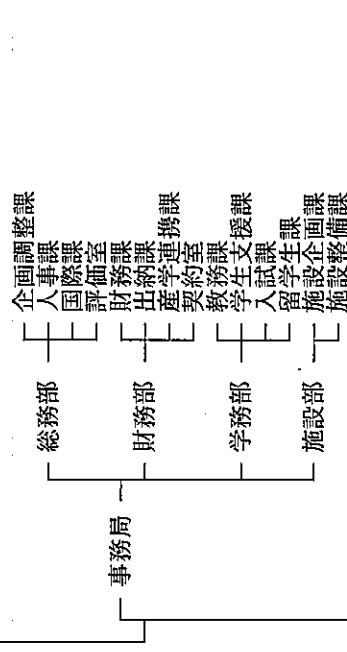 事務局
総務部
企画調整課
人事課
国際課
評価室
財務部
財務課
出納課
産学連携課
契約室
学務部
教務課
学生支援課
入試課
留学生課
施設部
施設企画課
施設整備課